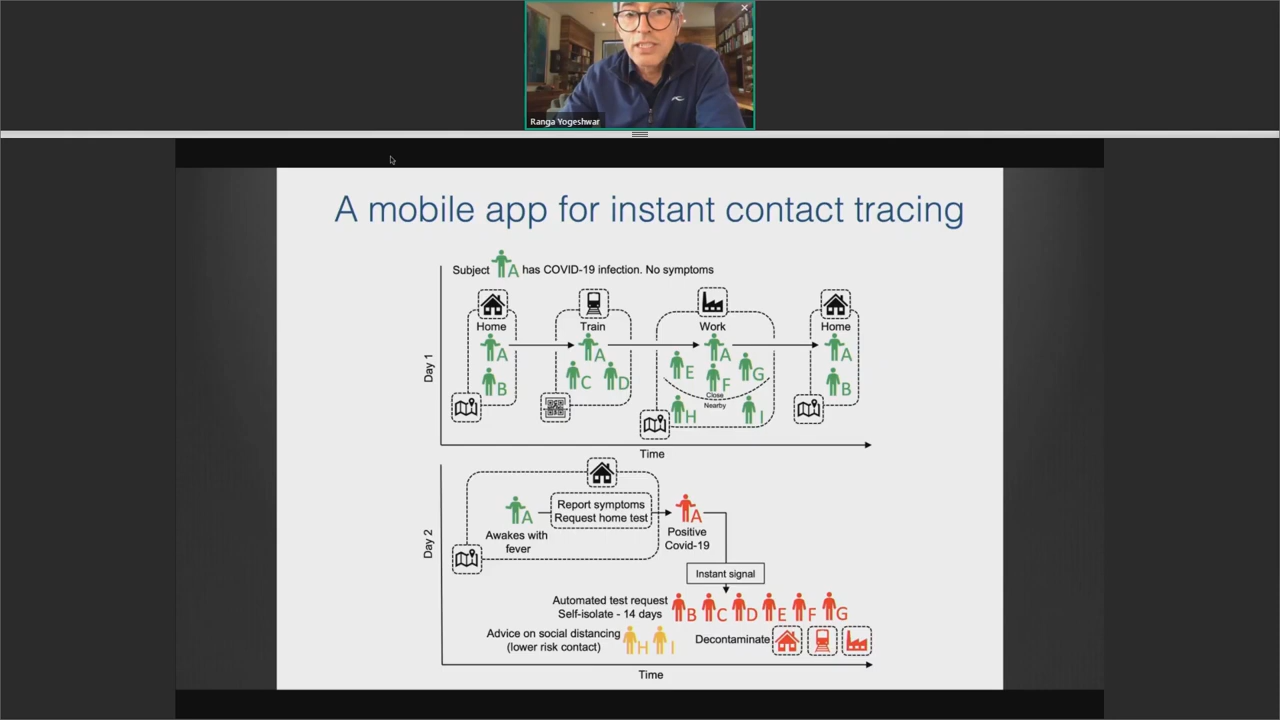 Ranga Yogeshwar
A mobile app for instant contact tracing
Subject A has COVID-19 infection. No symptoms
Home
Train
Work
Home
A
A
A
A
B
C
D
E
F
G
B
Close
Nearby
H
I
Day 1
Time
Report symptoms
Request home test
A
A
Awakes with
fever
Positive
Covid-19
Day 2
Instant signal
Automated test request
Self-isolate - 14 days
B C D E F G
Advice on social distancing
(lower risk contact)
H I
Decontaminate
Time